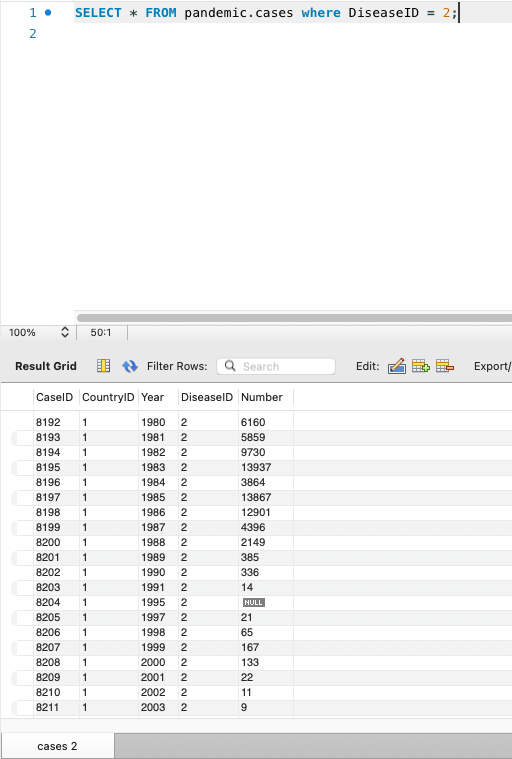 1 SELECT * FROM pandemic.cases where DiseaseID = 2;
2
100% 50:1
Result Grid Filter Rows: Search Edit: Export/
CaseID CountryID Year DiseaseID Number
8192 1 1980 2 6160
8193 1 1981 2 5859
8194 1 1982 2 9730
8195 1 1983 2 13937
8196 1 1984 2 3864
8197 1 1985 2 13867
8198 1 1986 2 12901
8199 1 1987 2 4396
8200 1 1988 2 2149
8201 1 1989 2 385
8202 1 1990 2 336
8203 1 1991 2 14
8204 1 1995 2 NULL
8205 1 1997 2 21
8206 1 1998 2 65
8207 1 1999 2 167
8208 1 2000 2 133
8209 1 2001 2 22
8210 1 2002 2 11
8211 1 2003 2 9
cases 2